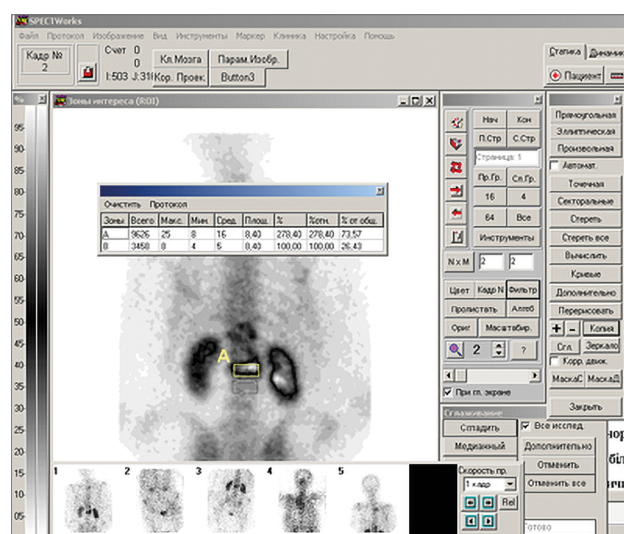 SPECTWorks
Файл Протокол Изображение Вид Инструменты Маркер Клиника Настройка Помощь
Кадр №
2
Счет 0
0
I:503
Кл.Мозга
Парам.Изобр.
Кор. Проек.
Button3
Статика
Динамик
Пациент
%
Зоны интереса (ROI)
95
90
85
80
75
70
65
60
55
50
45
40
35
30
25
20
15
10
05
Очистить Протокол
Зоны Всего Макс. Мин. Сред. Площ. % %отн. % от общ.
A 9626 25 8 16 8,40 278,40 278,40 73,57
B 3458 8 4 5 8,40 100,00 100,00 26,43
A
1 2 3 4 5
Нач Кон
П.Стр С.Стр
Страница: 1
Пр.Гр. Сл.Гр.
16 4
64 Все
Инструменты
N x M 2 2
Цвет Кадр N Фильтр
Пролистать Алгеб
Ориг Масштабир.
2 ?
При гл. экране
Сглаживание
Сгладить
Медианный
Все исслед.
Дополнительно
Отменить
Отменить все
Скорость пр.
1 кадр
Rel
Готово
Прямоугольная
Эллиптическая
Произвольная
Автомат.
Точечная
Секторальные
Стереть
Стереть все
Вычислить
Кривые
Дополнительно
Перерисовать
+ - Копия
Сгл. Зеркало
Корр. движ.
МаскаС МаскаД
Закрыть